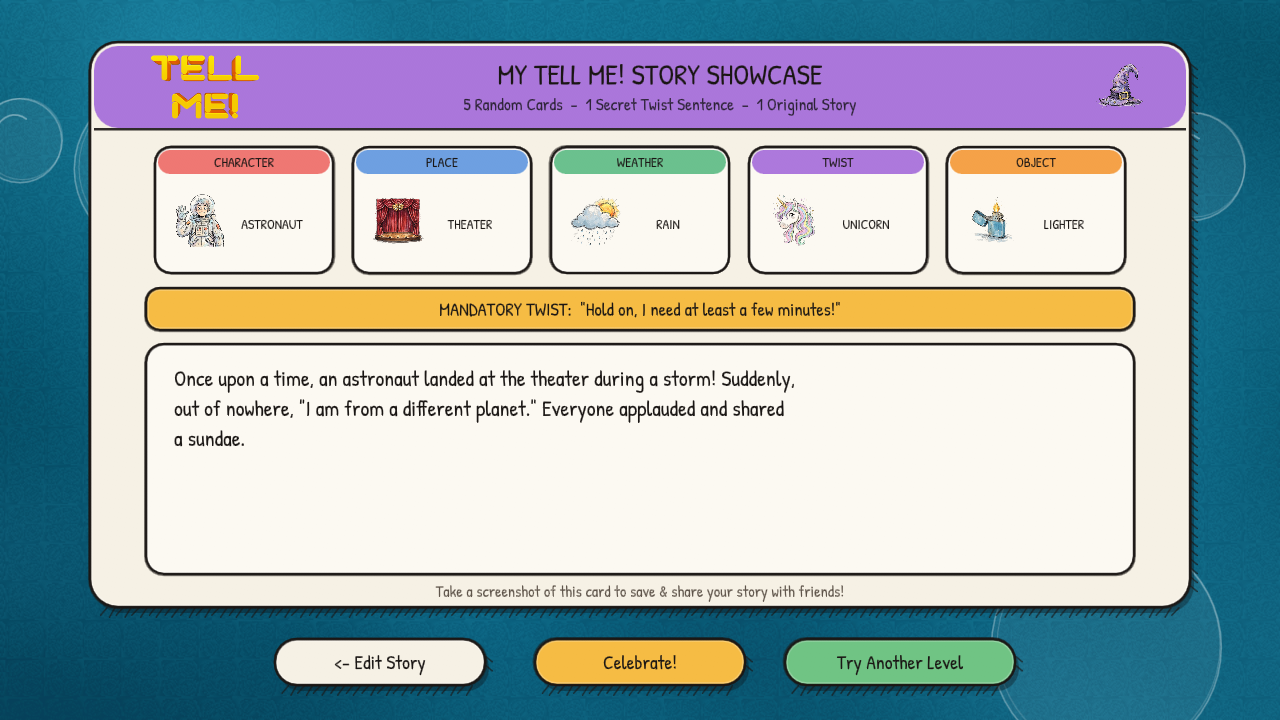 TELL
ME!
MY TELL ME! STORY SHOWCASE
5 Random Cards - 1 Secret Twist Sentence - 1 Original Story
CHARACTER
ASTRONAUT
PLACE
THEATER
WEATHER
RAIN
TWIST
UNICORN
OBJECT
LIGHTER
MANDATORY TWIST: "Hold on, I need at least a few minutes!"
Once upon a time, an astronaut landed at the theater during a storm! Suddenly,
out of nowhere, "I am from a different planet." Everyone applauded and shared
a sundae.
Take a screenshot of this card to save & share your story with friends!
<- Edit Story
Celebrate!
Try Another Level